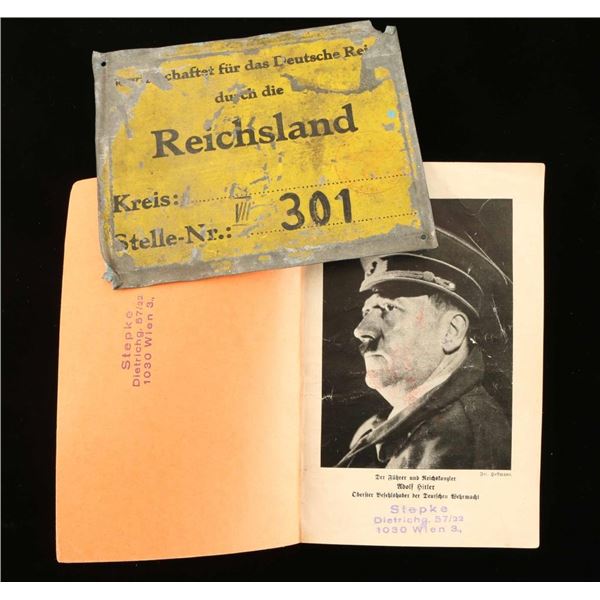 für das Deutsche
durch die
Reichsland
Kreis:
VII
Stelle-Nr.: 301
Stepke
Dietrichg. 57/22
1030 Wien 3,
Der Führer und Reichskanzler
Adolf Hitler
Oberster Befehlshaber der Deutschen Wehrmacht
Stepke
Dietrichg. 57/22
1030 Wien 3,